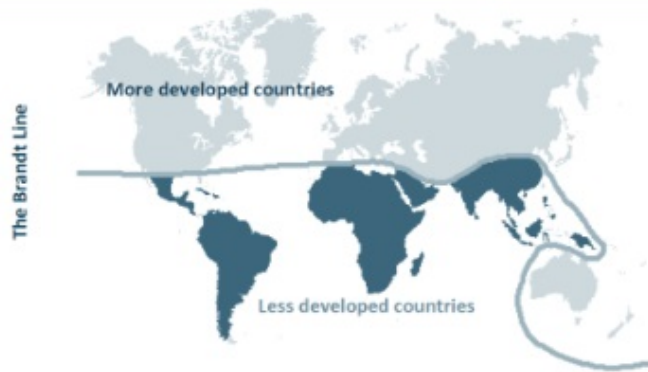 The Brandt Line
More developed countries
Less developed countries